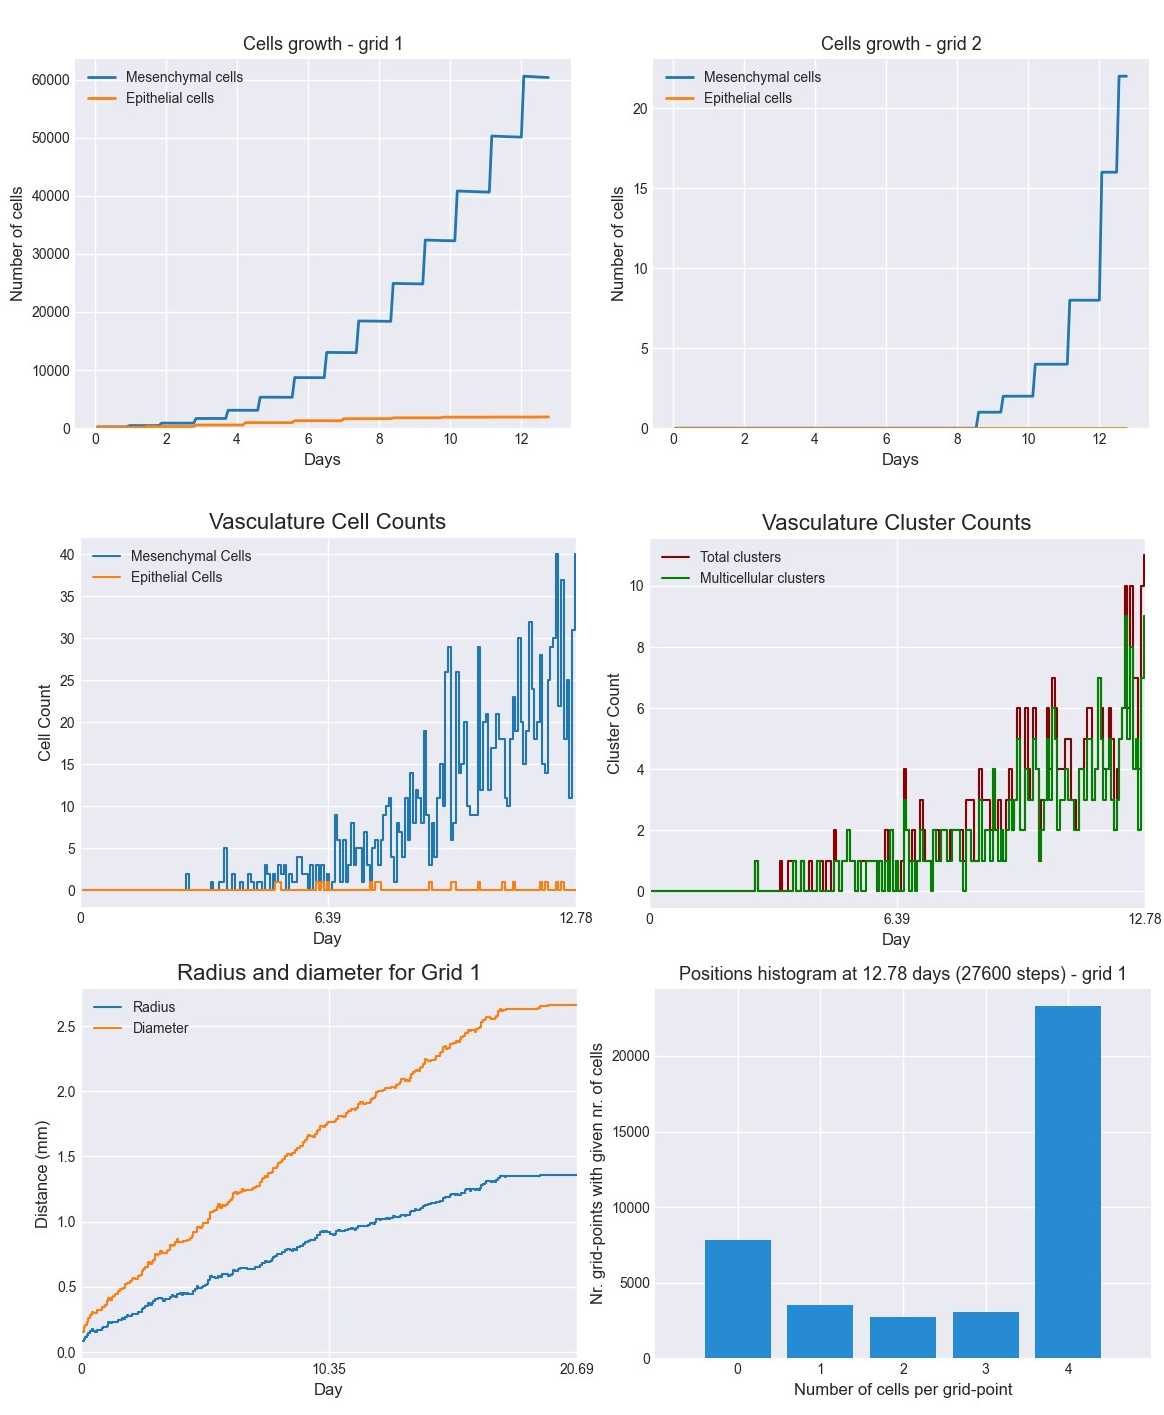 Cells growth - grid 1
Mesenchymal cells
Epithelial cells
Number of cells
60000
50000
40000
30000
20000
10000
0
0 2 4 6 8 10 12
Days
Cells growth - grid 2
Mesenchymal cells
Epithelial cells
Number of cells
20
15
10
5
0
0 2 4 6 8 10 12
Days
Vasculature Cell Counts
Mesenchymal Cells
Epithelial Cells
Cell Count
40
35
30
25
20
15
10
5
0
0 6.39 12.78
Day
Vasculature Cluster Counts
Total clusters
Multicellular clusters
Cluster Count
10
8
6
4
2
0
0 6.39 12.78
Day
Radius and diameter for Grid 1
Radius
Diameter
Distance (mm)
2.5
2.0
1.5
1.0
0.5
0.0
0 10.35 20.69
Day
Positions histogram at 12.78 days (27600 steps) - grid 1
Nr. grid-points with given nr. of cells
20000
15000
10000
5000
0
0 1 2 3 4
Number of cells per grid-point